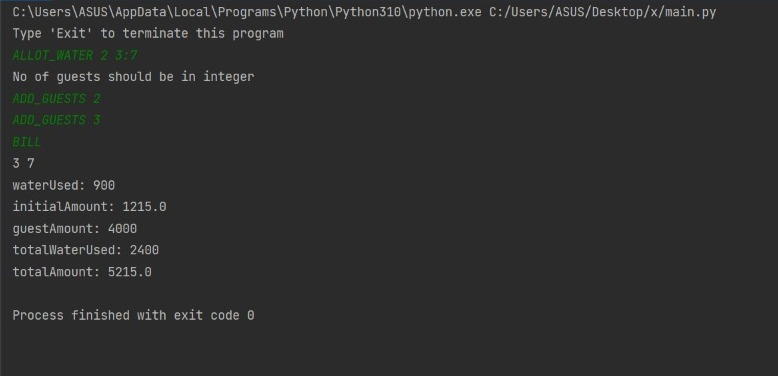 C:\Users\ASUS\AppData\Local\Programs\Python\Python310\python.exe C:/Users/ASUS/Desktop/x/main.py
Type 'Exit' to terminate this program
ALLOT_WATER 2 3:7
No of guests should be in integer
ADD_GUESTS 2
ADD_GUESTS 3
BILL
3 7
waterUsed: 900
initialAmount: 1215.0
guestAmount: 4000
totalWaterUsed: 2400
totalAmount: 5215.0
Process finished with exit code 0